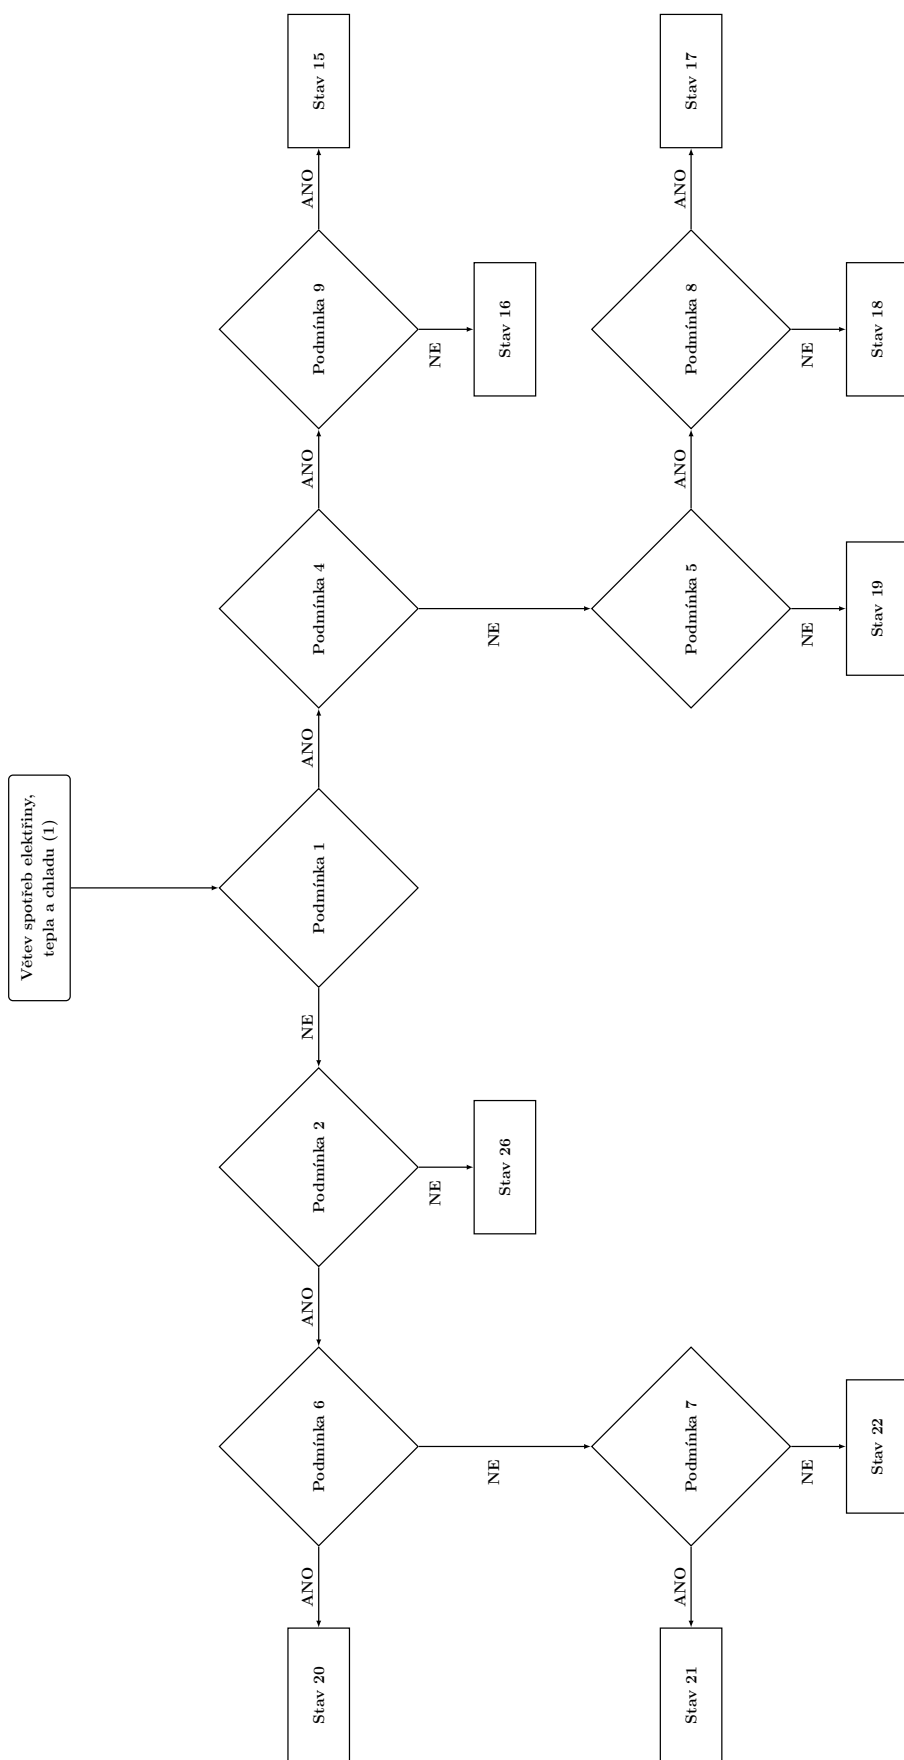 Větev spotřeb elektřiny,
tepla a chladu (1)
Stav 20
ANO
Podmínka 6
ANO
Podmínka 2
NE
Podmínka 1
ANO
Podmínka 4
ANO
Podmínka 9
ANO
Stav 15
NE
NE
NE
Stav 26
NE
Stav 16
Stav 21
ANO
Podmínka 7
Podmínka 5
ANO
Podmínka 8
ANO
Stav 17
NE
NE
NE
Stav 22
Stav 19
Stav 18